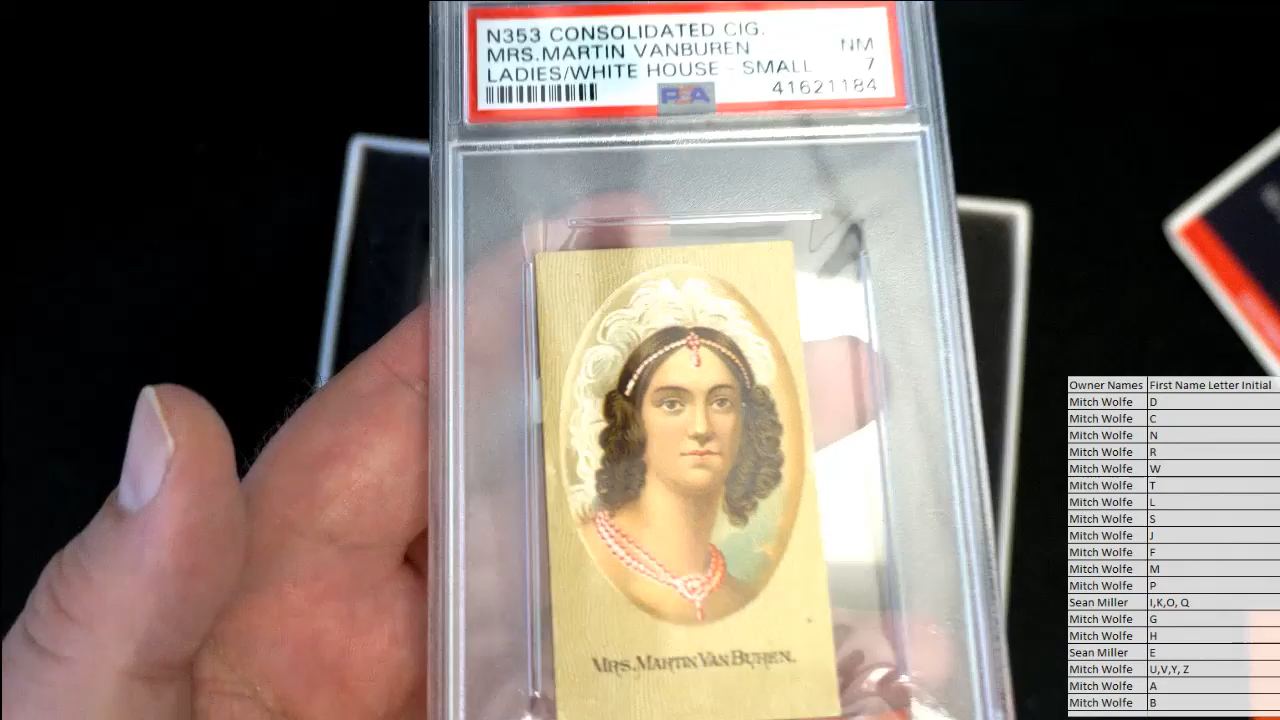 N353 CONSOLIDATED CIG.
MRS.MARTIN VANBUREN NM
LADIES/WHITE HOUSE - SMALL 7
PSA 41621184
MRS. MARTIN VAN BUREN.
Owner Names First Name Letter Initial
Mitch Wolfe D
Mitch Wolfe C
Mitch Wolfe N
Mitch Wolfe R
Mitch Wolfe W
Mitch Wolfe T
Mitch Wolfe L
Mitch Wolfe S
Mitch Wolfe J
Mitch Wolfe F
Mitch Wolfe M
Mitch Wolfe P
Sean Miller I,K,O, Q
Mitch Wolfe G
Mitch Wolfe H
Sean Miller E
Mitch Wolfe U,V,Y, Z
Mitch Wolfe A
Mitch Wolfe B